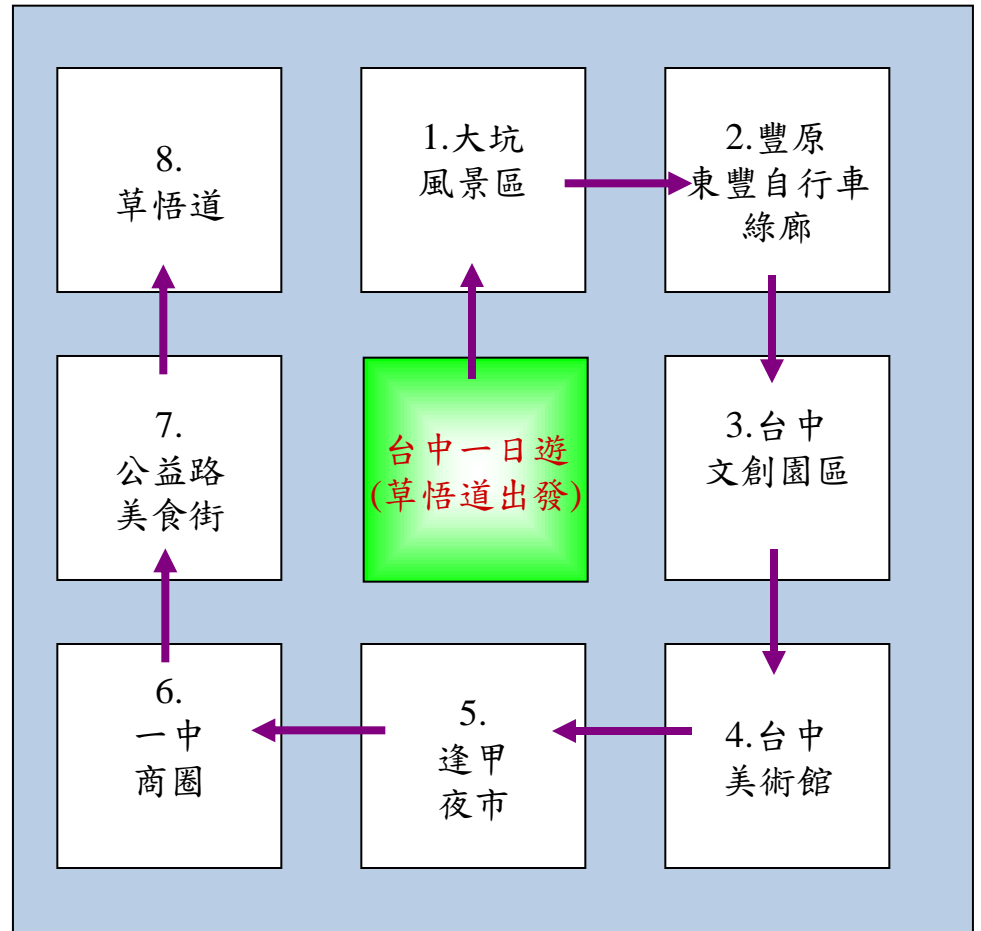 台中一日遊
(草悟道出發)
1.大坑
風景區
2.豐原
東豐自行車
綠廊
3.台中
文創園區
4.台中
美術館
5.
逢甲
夜市
6.
一中
商圈
7.
公益路
美食街
8.
草悟道